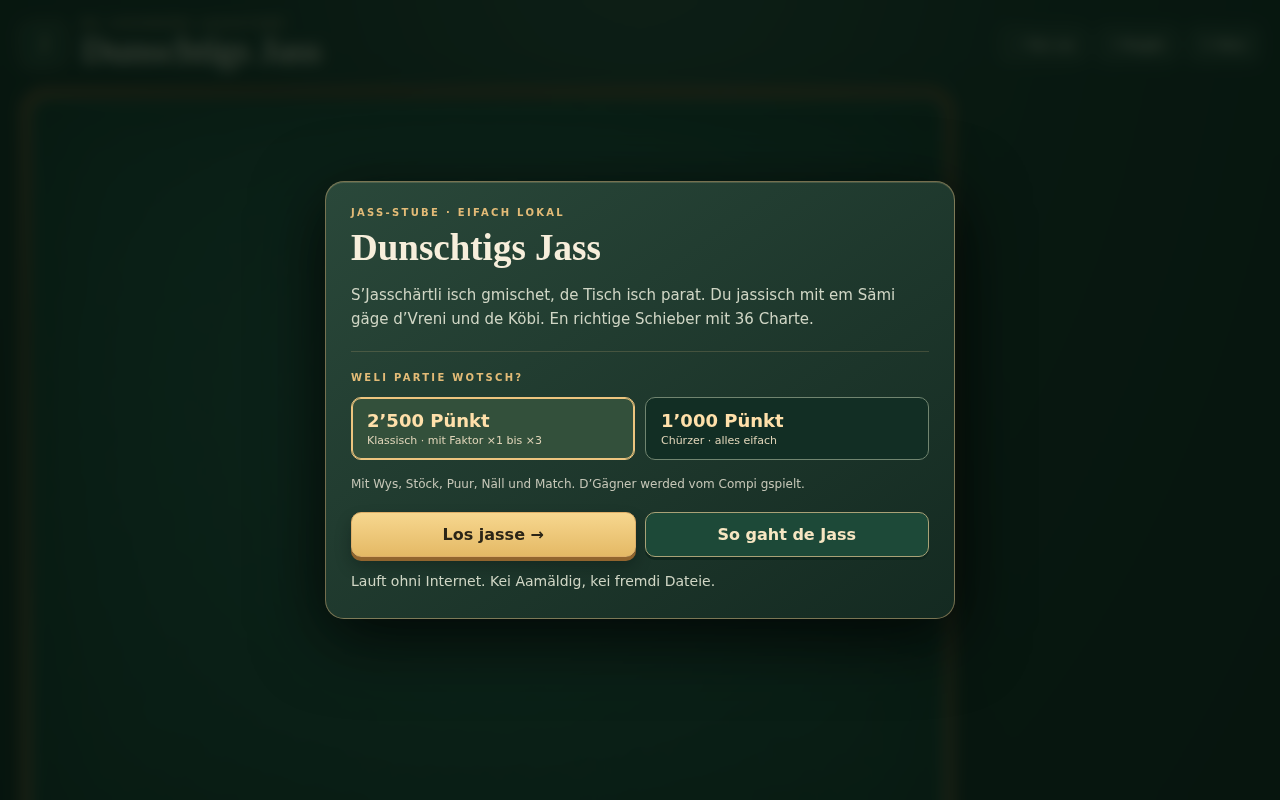 JASS-STUBE · EIFACH LOKAL
Dunschtigs Jass
S’Jasschärtli isch gmischet, de Tisch isch parat. Du jassisch mit em Sämi
gäge d’Vreni und de Köbi. En richtige Schieber mit 36 Charte.
WELI PARTIE WOTSCH?
2’500 Pünkt
Klassisch · mit Faktor ×1 bis ×3
1’000 Pünkt
Chürzer · alles eifach
Mit Wys, Stöck, Puur, Näll und Match. D’Gägner werded vom Compi gspielt.
Los jasse →
So gaht de Jass
Lauft ohni Internet. Kei Aamäldig, kei fremdi Dateie.